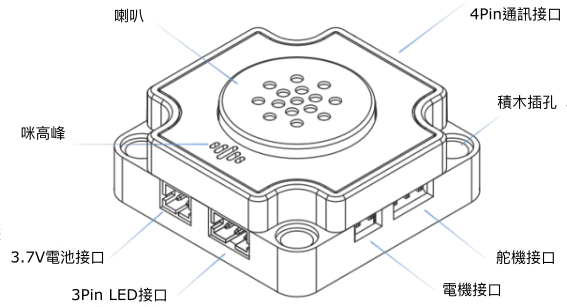 喇叭
4Pin通訊接口
積木插孔
咪高峰
3.7V電池接口
舵機接口
3Pin LED接口
電機接口